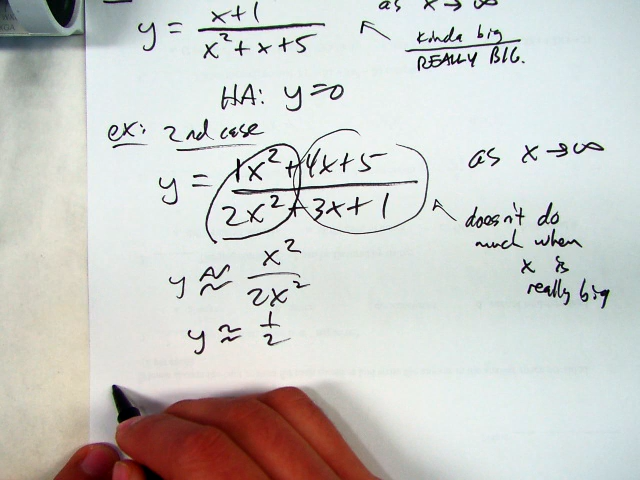 y = x+1 / x²+x+5
as x→∞
kinda big / REALLY BIG.
HA: y=0
ex: 2nd case
y = 1x²+4x+5 / 2x²+3x+1
as x→∞
doesn't do
much when
x is
really big
y ≈ x² / 2x²
y ≈ 1/2